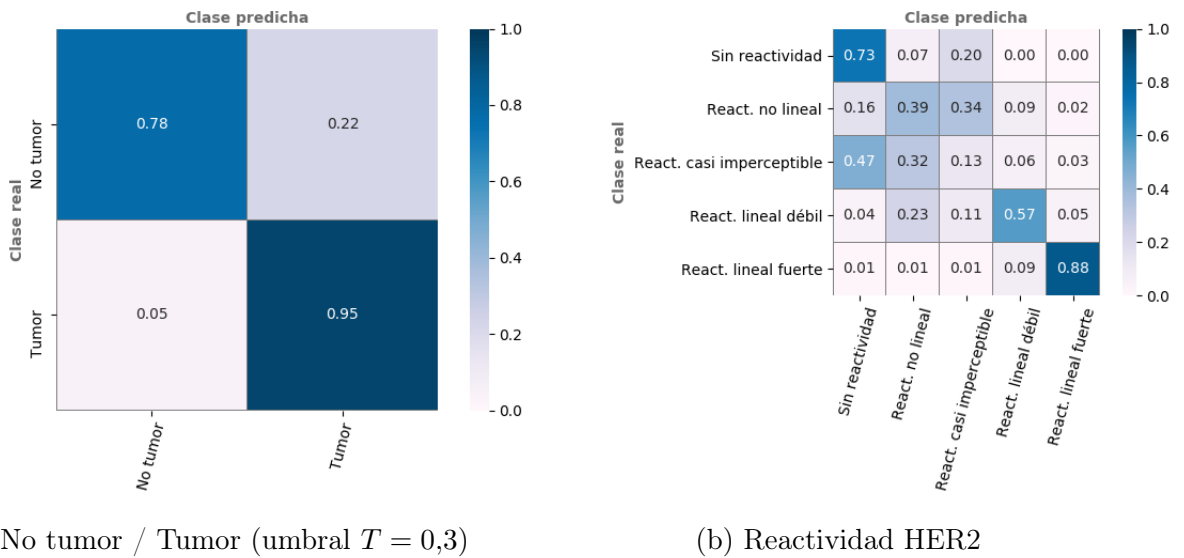 Clase predicha
Clase real
No tumor
Tumor
0.78 0.22
0.05 0.95
No tumor Tumor
1.0
0.8
0.6
0.4
0.2
0.0
No tumor / Tumor (umbral T = 0,3)
Clase predicha
Clase real
Sin reactividad 0.73 0.07 0.20 0.00 0.00
React. no lineal 0.16 0.39 0.34 0.09 0.02
React. casi imperceptible 0.47 0.32 0.13 0.06 0.03
React. lineal débil 0.04 0.23 0.11 0.57 0.05
React. lineal fuerte 0.01 0.01 0.01 0.09 0.88
Sin reactividad
React. no lineal
React. casi imperceptible
React. lineal débil
React. lineal fuerte
1.0
0.8
0.6
0.4
0.2
0.0
(b) Reactividad HER2